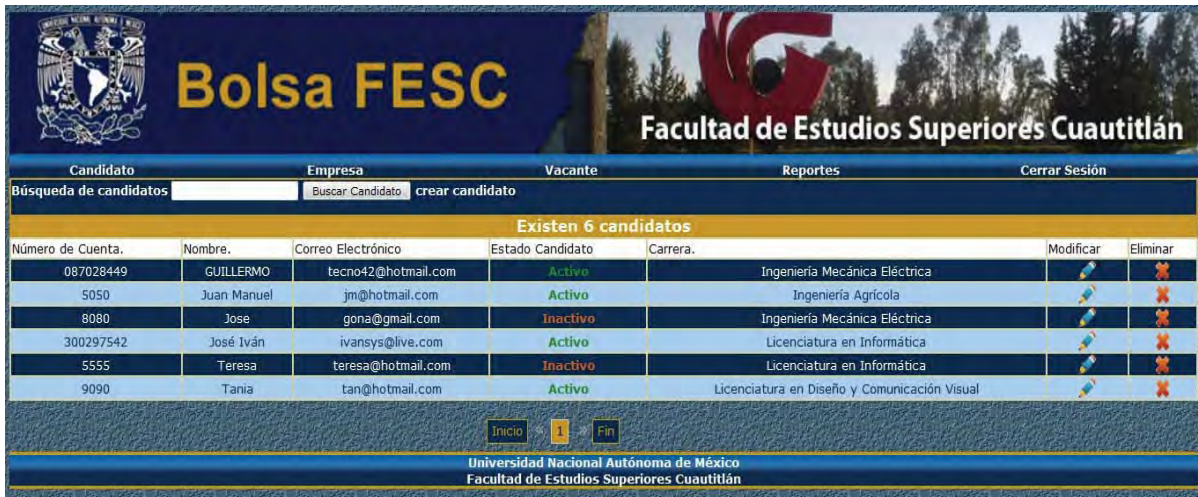 Bolsa FESC
Facultad de Estudios Superiores Cuautitlán
Candidato Empresa Vacante Reportes Cerrar Sesión
Búsqueda de candidatos Buscar Candidato crear candidato
Existen 6 candidatos
Número de Cuenta. Nombre. Correo Electrónico Estado Candidato Carrera. Modificar Eliminar
087028449 GUILLERMO tecno42@hotmail.com Activo Ingeniería Mecánica Eléctrica
5050 Juan Manuel jm@hotmail.com Activo Ingeniería Agrícola
8080 Jose gona@gmail.com Inactivo Ingeniería Mecánica Eléctrica
300297542 José Iván ivansys@live.com Activo Licenciatura en Informática
5555 Teresa teresa@hotmail.com Inactivo Licenciatura en Informática
9090 Tania tan@hotmail.com Activo Licenciatura en Diseño y Comunicación Visual
Inicio « 1 » Fin
Universidad Nacional Autónoma de México
Facultad de Estudios Superiores Cuautitlán